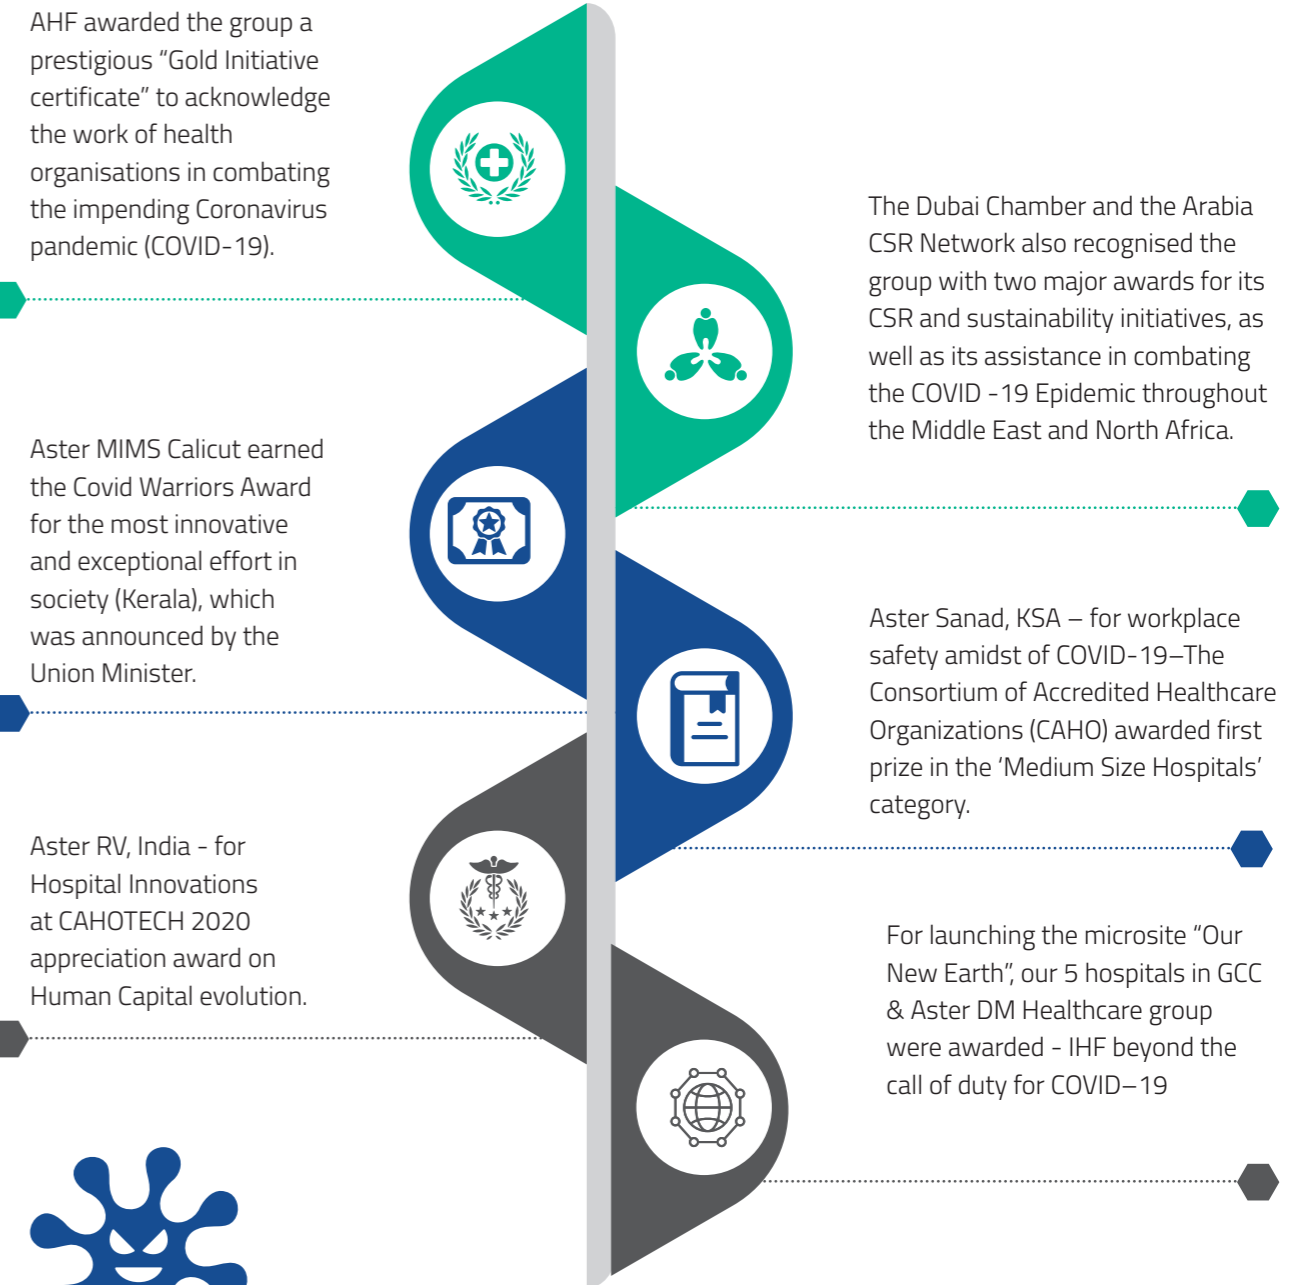 AHF awarded the group a
prestigious “Gold Initiative
certificate” to acknowledge
the work of health
organisations in combating
the impending Coronavirus
pandemic (COVID-19).
The Dubai Chamber and the Arabia
CSR Network also recognised the
group with two major awards for its
CSR and sustainability initiatives, as
well as its assistance in combating
the COVID -19 Epidemic throughout
the Middle East and North Africa.
Aster MIMS Calicut earned
the Covid Warriors Award
for the most innovative
and exceptional effort in
society (Kerala), which
was announced by the
Union Minister.
Aster Sanad, KSA – for workplace
safety amidst of COVID-19–The
Consortium of Accredited Healthcare
Organizations (CAHO) awarded first
prize in the ‘Medium Size Hospitals’
category.
Aster RV, India - for
Hospital Innovations
at CAHOTECH 2020
appreciation award on
Human Capital evolution.
For launching the microsite “Our
New Earth”, our 5 hospitals in GCC
& Aster DM Healthcare group
were awarded - IHF beyond the
call of duty for COVID–19